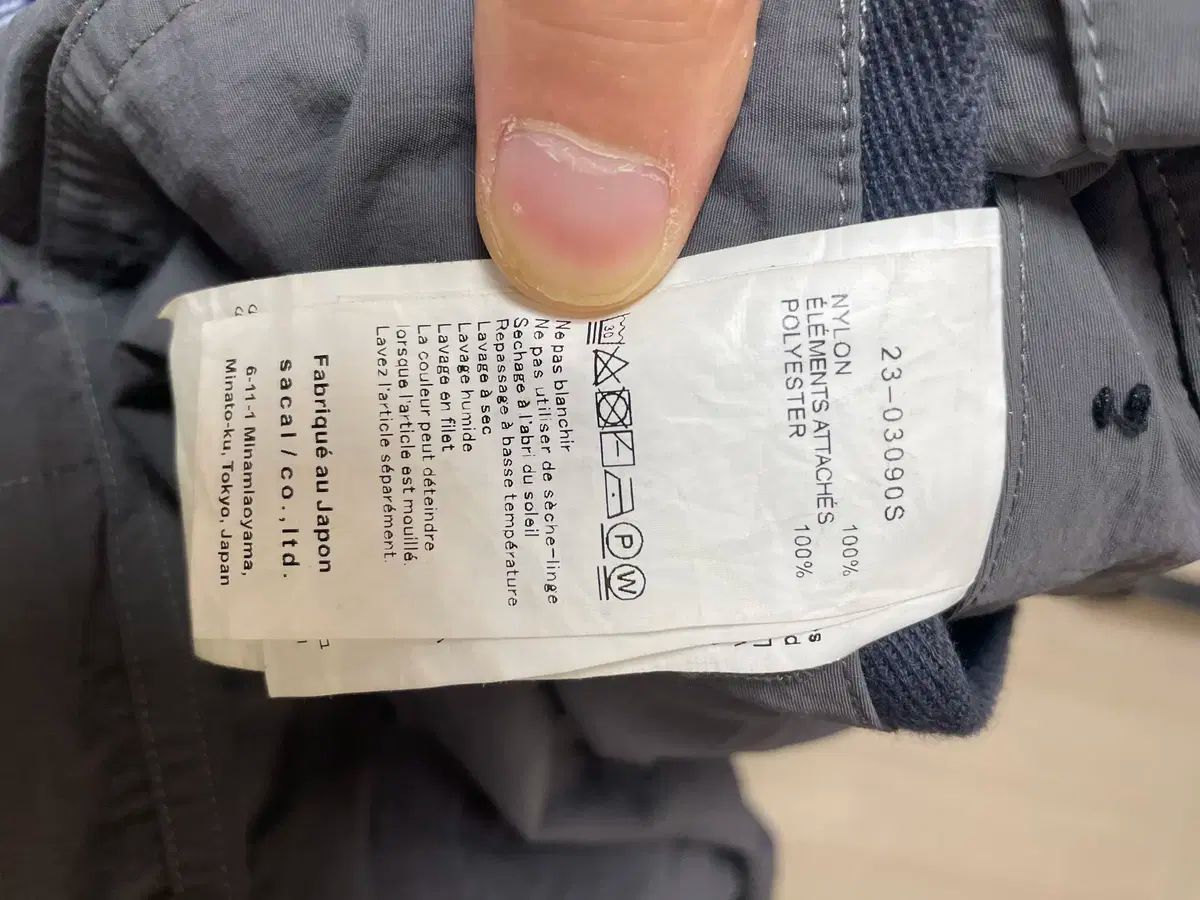 23-03090S
NYLON 100%
ÉLÉMENTS ATTACHÉS
POLYESTER 100%
30
P W
Ne pas blanchir
Ne pas utiliser de sèche-linge
Sechage à l'abri du soleil
Repassage à basse température
Lavage à sec
Lavage humide
Lavage en filet
La couleur peut déteindre
lorsque l'article est mouillé.
Lavez l'article séparément.
Fabriqué au Japon
sacai / co.,ltd.
6-11-1 Minamiaoyama,
Minato-ku, Tokyo, Japan